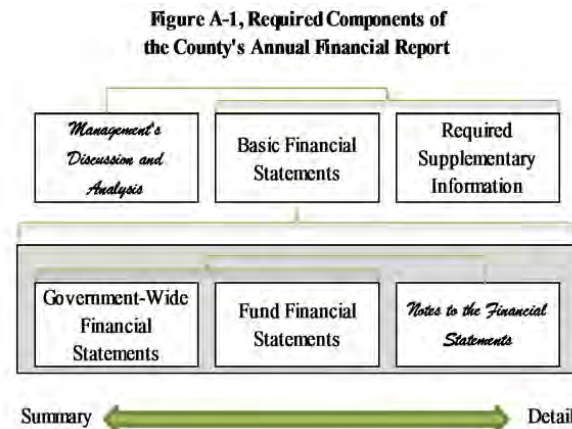 Figure A-1, Required Components of
the County's Annual Financial Report
Management's
Discussion and
Analysis
Basic Financial
Statements
Required
Supplementary
Information
Government-Wide
Financial
Statements
Fund Financial
Statements
Notes to the Financial
Statements
Summary
Detail